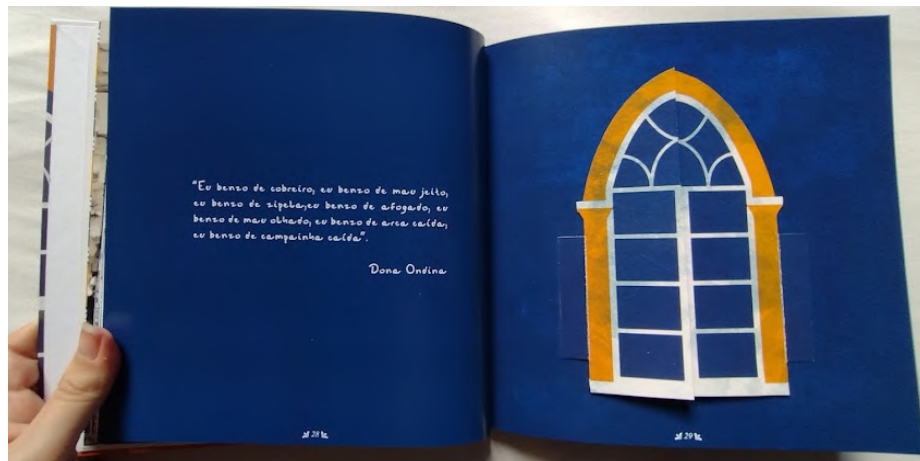 "Eu benzo de cobreiro, eu benzo de mau jeito,
eu benzo de zipela,eu benzo de afogado, eu
benzo de mau olhado, eu benzo de arca caída,
eu benzo de campainha caída".
Dona Ondina
28
29